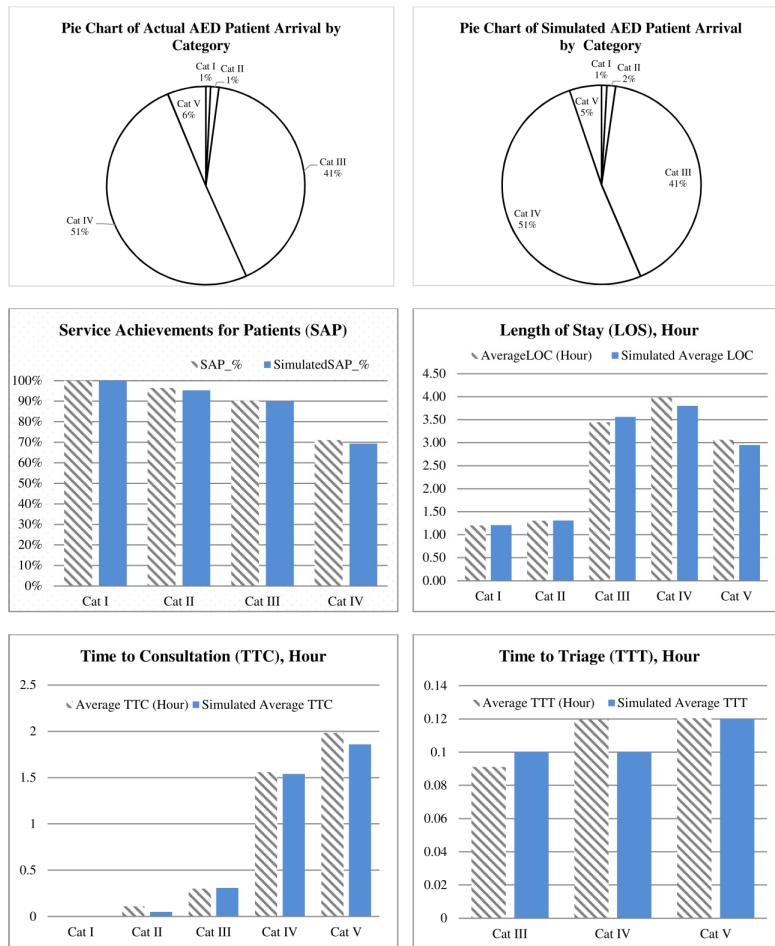 Pie Chart of Actual AED Patient Arrival by
Category
Cat I
1%
Cat II
1%
Cat III
41%
Cat IV
51%
Cat V
6%
Pie Chart of Simulated AED Patient Arrival
by Category
Cat I
1%
Cat II
2%
Cat III
41%
Cat IV
51%
Cat V
5%
Service Achievements for Patients (SAP)
SAP_% SimulatedSAP_%
100%
90%
80%
70%
60%
50%
40%
30%
20%
10%
0%
Cat I Cat II Cat III Cat IV
Length of Stay (LOS), Hour
AverageLOC (Hour) Simulated Average LOC
4.50
4.00
3.50
3.00
2.50
2.00
1.50
1.00
0.50
0.00
Cat I Cat II Cat III Cat IV Cat V
Time to Consultation (TTC), Hour
2.5
Average TTC (Hour) Simulated Average TTC
2
1.5
1
0.5
0
Cat I Cat II Cat III Cat IV Cat V
Time to Triage (TTT), Hour
0.14
Average TTT (Hour) Simulated Average TTT
0.12
0.1
0.08
0.06
0.04
0.02
0
Cat III Cat IV Cat V